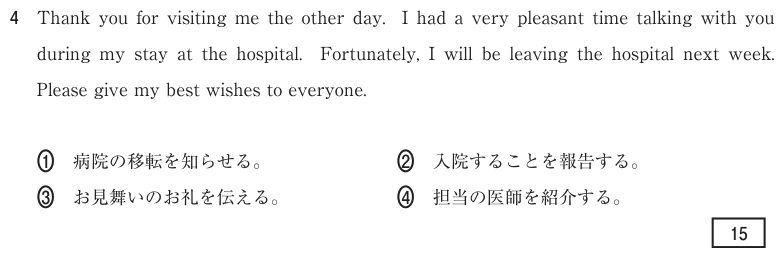 4 Thank you for visiting me the other day. I had a very pleasant time talking with you
during my stay at the hospital. Fortunately, I will be leaving the hospital next week.
Please give my best wishes to everyone.
① 病院の移転を知らせる。 ② 入院することを報告する。
③ お見舞いのお礼を伝える。 ④ 担当の医師を紹介する。
15